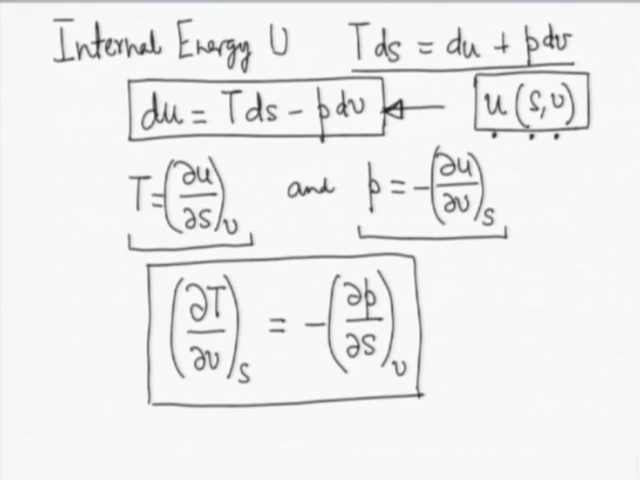 Internal Energy U Tds = du + pdv
du = Tds - pdv ← u(s,v)
T = (∂u/∂s)_v and p = -(∂u/∂v)_s
(∂T/∂v)_s = -(∂p/∂s)_v